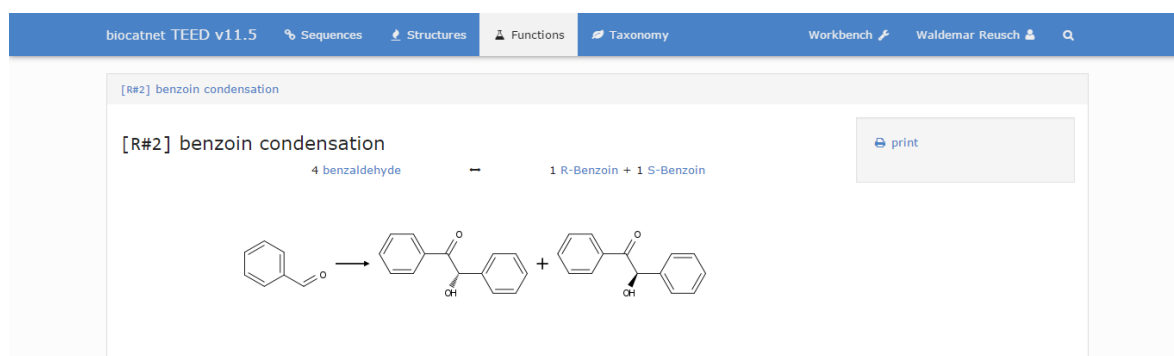 biocatnet TEED v11.5 Sequences Structures Functions Taxonomy Workbench Waldemar Reusch
[R#2] benzoin condensation
[R#2] benzoin condensation
print
4 benzaldehyde ↔ 1 R-Benzoin + 1 S-Benzoin
O O O
+
OH OH